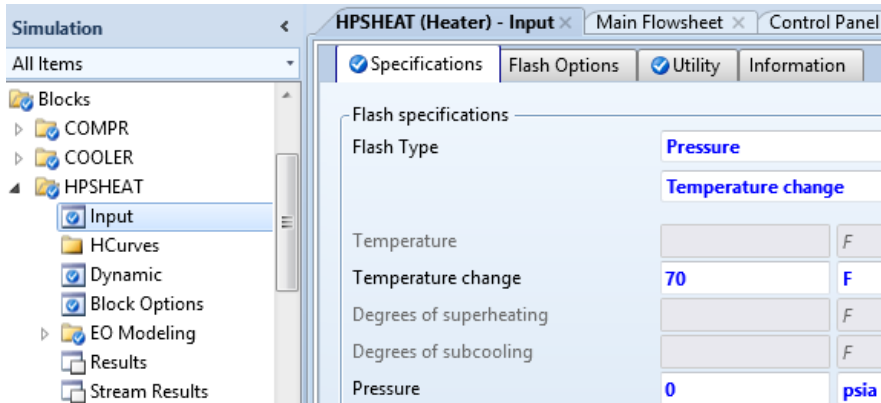 Simulation <
All Items
Blocks
COMPR
COOLER
HPSHEAT
Input
HCurves
Dynamic
Block Options
EO Modeling
Results
Stream Results
HPSHEAT (Heater) - Input × Main Flowsheet × Control Panel
Specifications Flash Options Utility Information
Flash specifications
Flash Type Pressure
Temperature change
Temperature F
Temperature change 70 F
Degrees of superheating F
Degrees of subcooling F
Pressure 0 psia